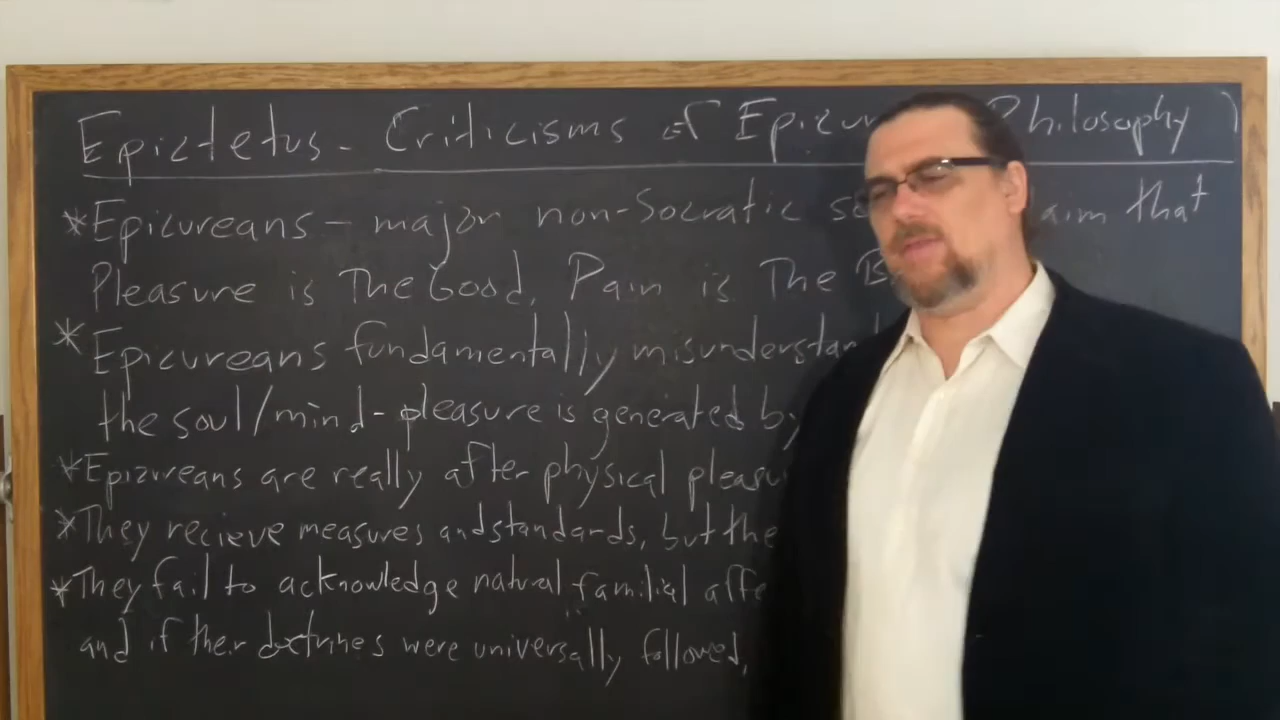 Epictetus - Criticisms of Epicur Philosophy )
*Epicureans - major non-Socratic sc aim that
Pleasure is The Good, Pain is The B
*Epicureans fundamentally misunderstan
the soul/mind - pleasure is generated by
*Epicureans are really after physical pleasu
*They recieve measures and standards, but the
*They fail to acknowledge natural familial affe
and if their doctrines were universally followed,